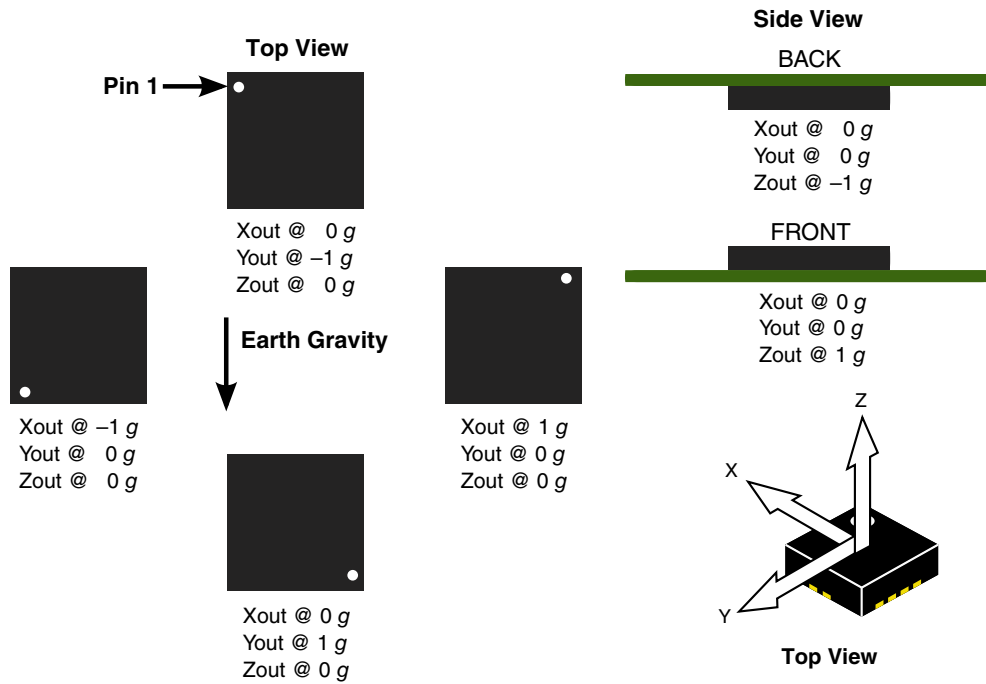 Top View
Pin 1
Xout @ 0 g
Yout @ –1 g
Zout @ 0 g
Earth Gravity
Xout @ –1 g
Yout @ 0 g
Zout @ 0 g
Xout @ 1 g
Yout @ 0 g
Zout @ 0 g
Xout @ 0 g
Yout @ 1 g
Zout @ 0 g
Side View
BACK
Xout @ 0 g
Yout @ 0 g
Zout @ –1 g
FRONT
Xout @ 0 g
Yout @ 0 g
Zout @ 1 g
Z
X
Y
Top View